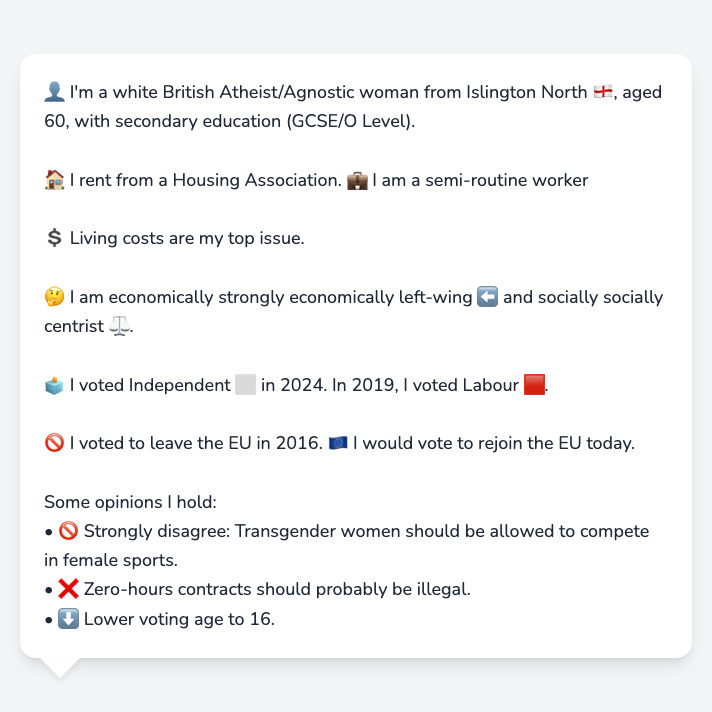 👤 I'm a white British Atheist/Agnostic woman from Islington North 🏴󠁧󠁢󠁥󠁮󠁧󠁿, aged
60, with secondary education (GCSE/O Level).
🏠 I rent from a Housing Association. 💼 I am a semi-routine worker
💲 Living costs are my top issue.
🤔 I am economically strongly economically left-wing ⬅️ and socially socially
centrist ⚖️.
🗳️ I voted Independent ⬜ in 2024. In 2019, I voted Labour 🟥.
🚫 I voted to leave the EU in 2016. 🇪🇺 I would vote to rejoin the EU today.
Some opinions I hold:
• 🚫 Strongly disagree: Transgender women should be allowed to compete
in female sports.
• ❌ Zero-hours contracts should probably be illegal.
• ⬇️ Lower voting age to 16.